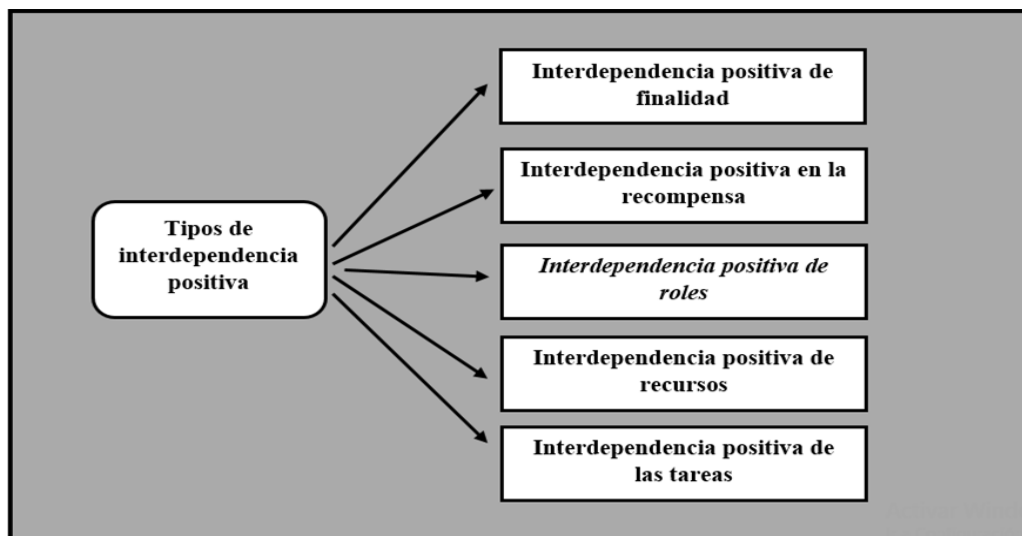 Interdependencia positiva de
finalidad
Interdependencia positiva en la
recompensa
Tipos de
interdependencia
positiva
Interdependencia positiva de
roles
Interdependencia positiva de
recursos
Interdependencia positiva de
las tareas